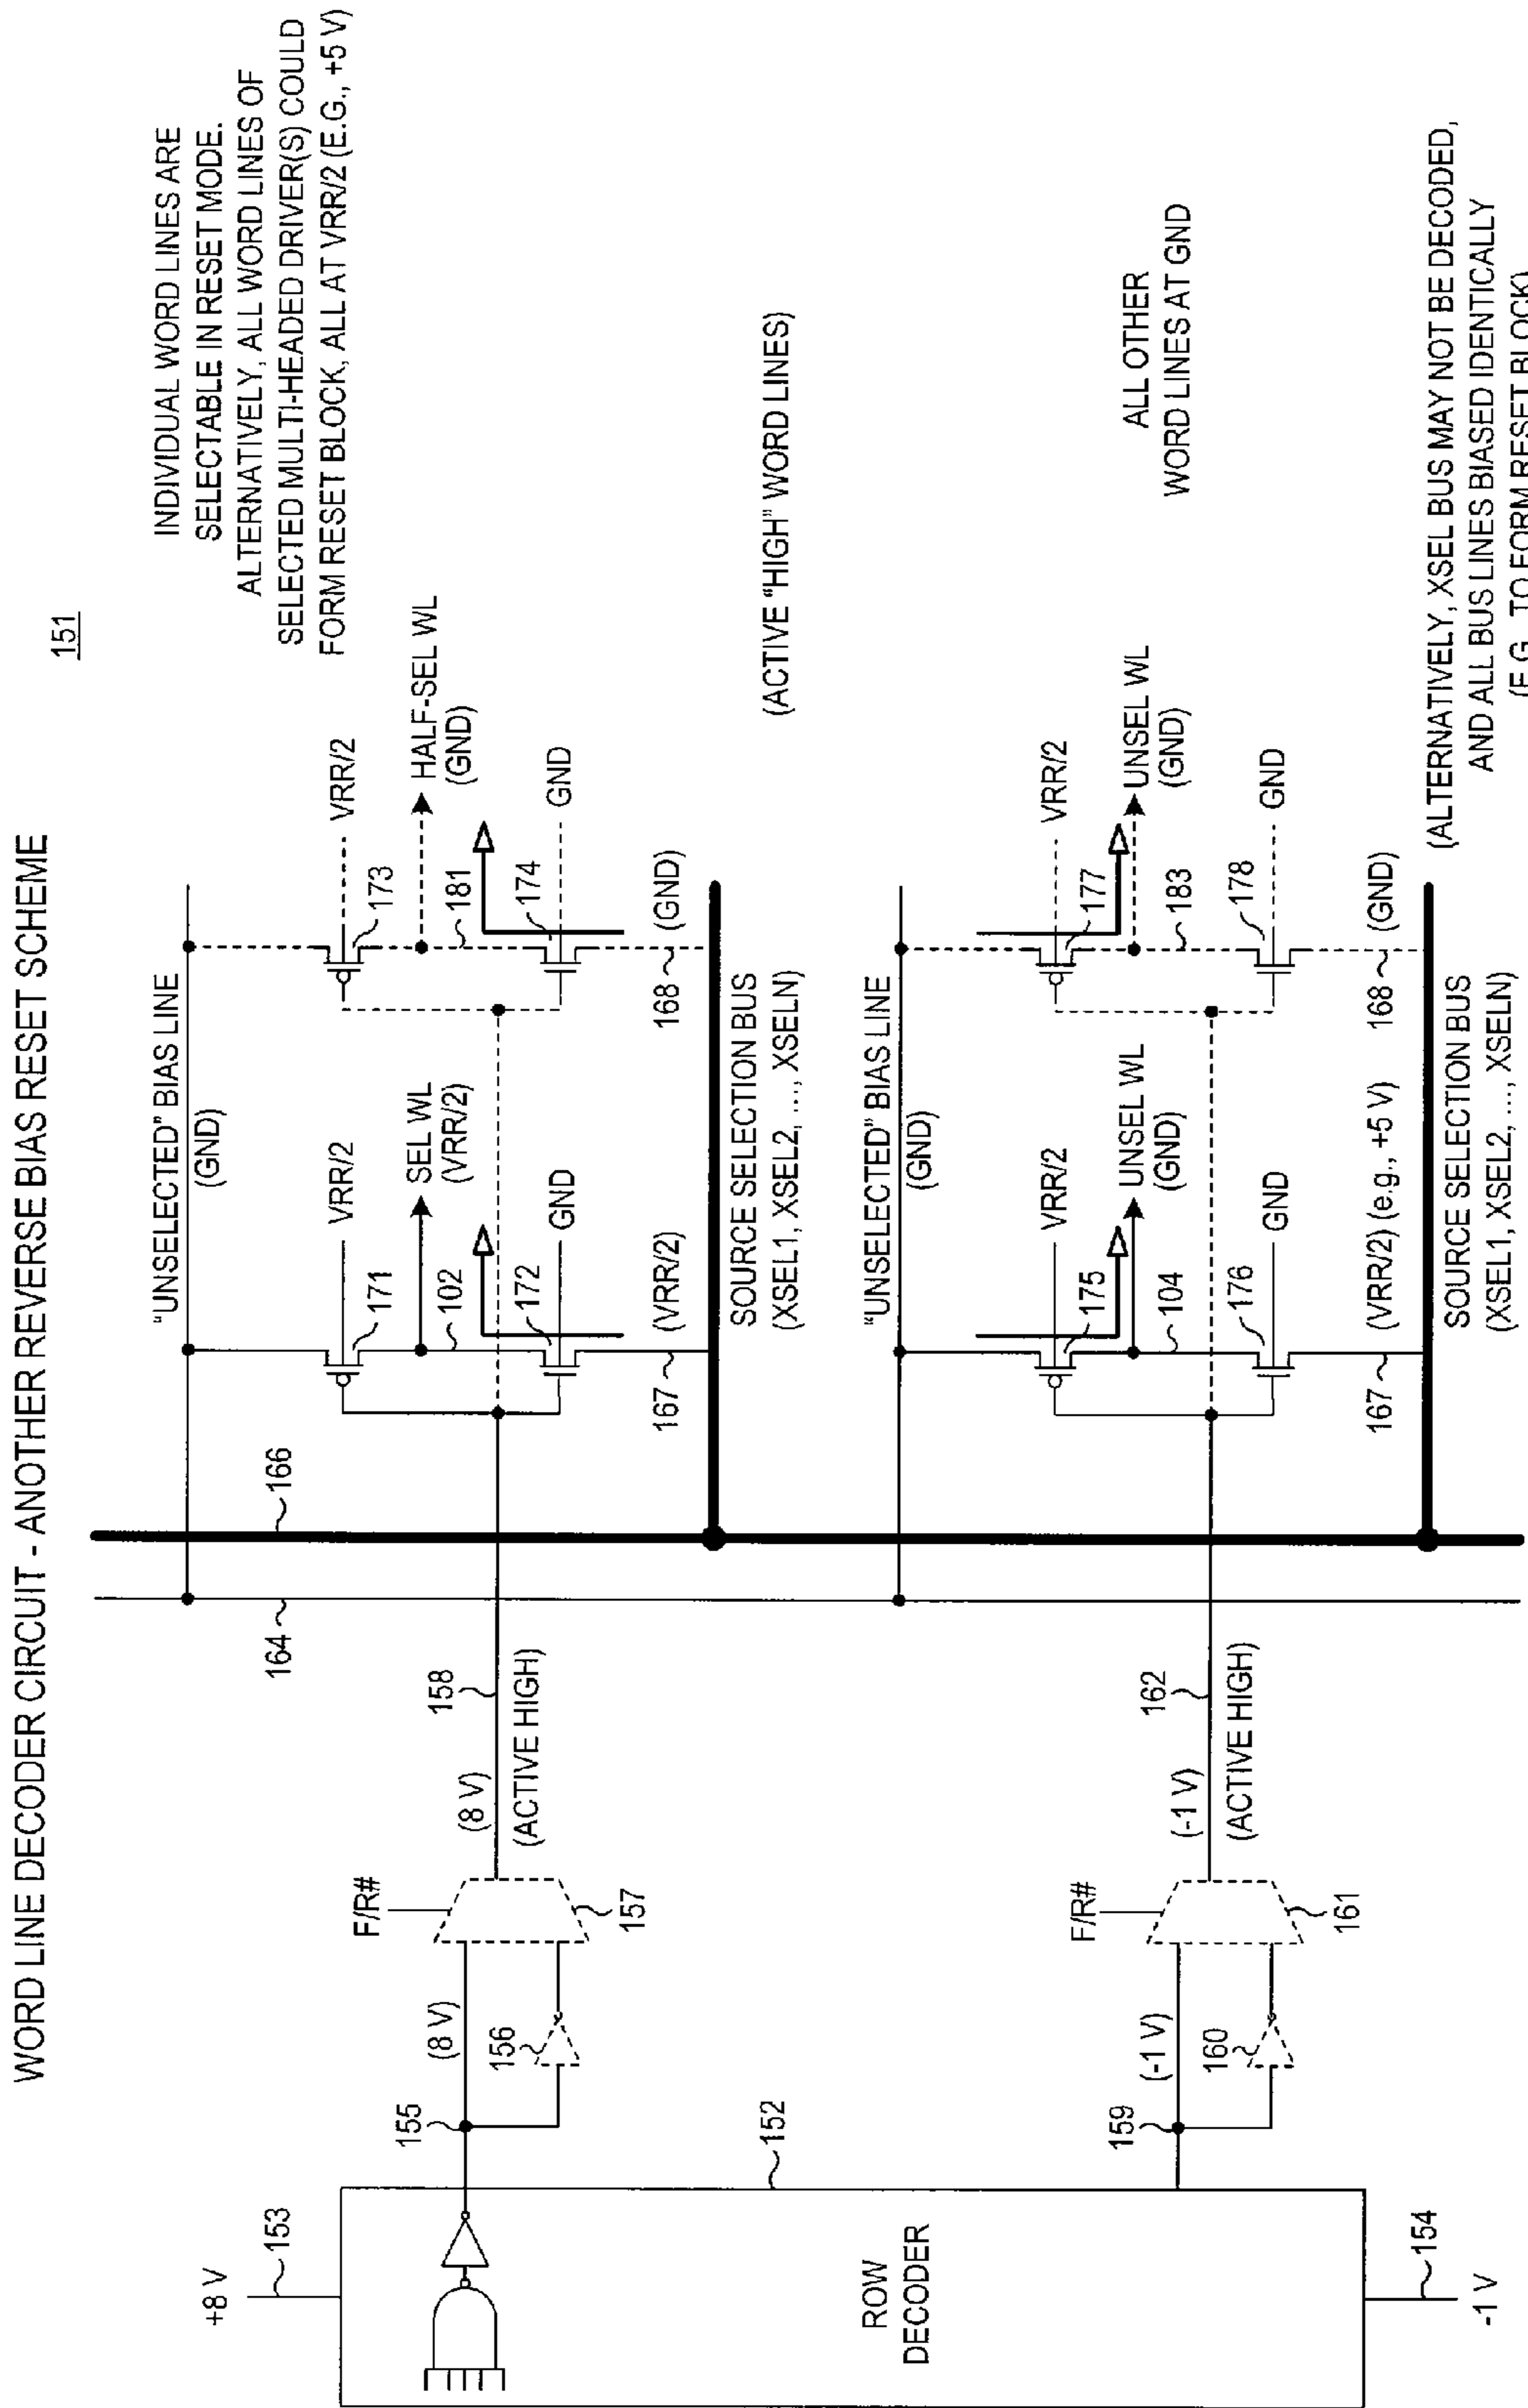 WORD LINE DECODER CIRCUIT - ANOTHER REVERSE BIAS RESET SCHEME
151
INDIVIDUAL WORD LINES ARE
SELECTABLE IN RESET MODE.
ALTERNATIVELY, ALL WORD LINES OF
SELECTED MULTI-HEADED DRIVER(S) COULD
FORM RESET BLOCK, ALL AT VRR/2 (E.G., +5 V)
+8 V
153
ROW
DECODER
152
154
-1 V
155
(8 V)
156
F/R#
157
(8 V)
158
(ACTIVE HIGH)
164
166
"UNSELECTED" BIAS LINE
(GND)
VRR/2
171
SEL WL
(VRR/2)
102
172
GND
167
(VRR/2)
VRR/2
173
HALF-SEL WL
(GND)
181
174
GND
168
(GND)
SOURCE SELECTION BUS
(XSEL1, XSEL2, ..., XSELN)
(ACTIVE "HIGH" WORD LINES)
159
(-1 V)
160
F/R#
161
(-1 V)
162
(ACTIVE HIGH)
"UNSELECTED" BIAS LINE
(GND)
VRR/2
175
UNSEL WL
(GND)
104
176
GND
167
(VRR/2) (e.g., +5 V)
VRR/2
177
UNSEL WL
(GND)
183
178
GND
168
(GND)
SOURCE SELECTION BUS
(XSEL1, XSEL2, ..., XSELN)
ALL OTHER
WORD LINES AT GND
(ALTERNATIVELY, XSEL BUS MAY NOT BE DECODED,
AND ALL BUS LINES BIASED IDENTICALLY
(E.G., TO FORM RESET BLOCK)